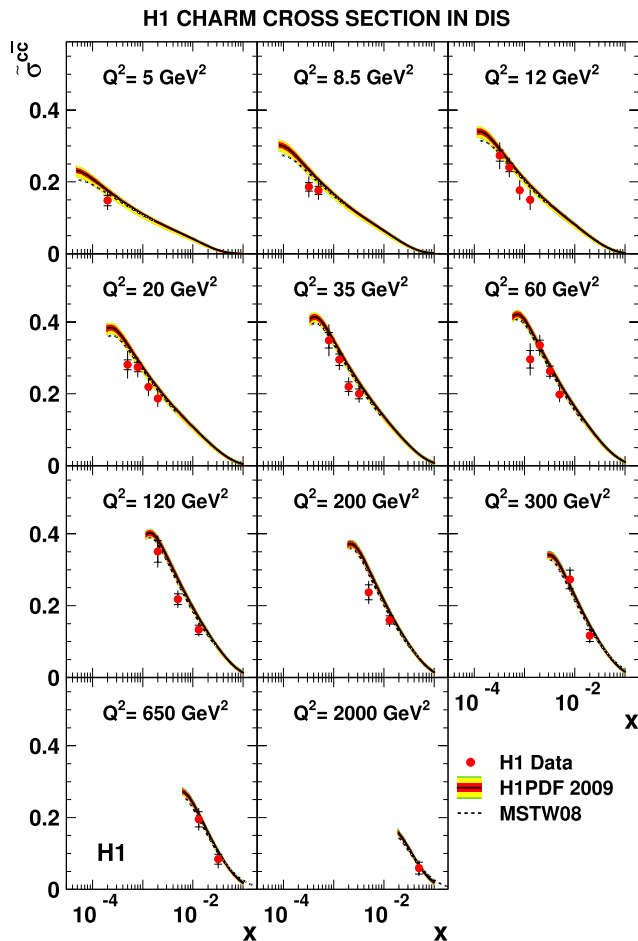 H1 CHARM CROSS SECTION IN DIS
σ̃^cc̄
Q² = 5 GeV²
Q² = 8.5 GeV²
Q² = 12 GeV²
0.4
0.2
0
Q² = 20 GeV²
Q² = 35 GeV²
Q² = 60 GeV²
0.4
0.2
0
Q² = 120 GeV²
Q² = 200 GeV²
Q² = 300 GeV²
0.4
0.2
0
10⁻⁴ 10⁻²
x
Q² = 650 GeV²
Q² = 2000 GeV²
0.4
0.2
0
H1
H1 Data
H1PDF 2009
MSTW08
10⁻⁴ 10⁻² 10⁻⁴ 10⁻²
x x